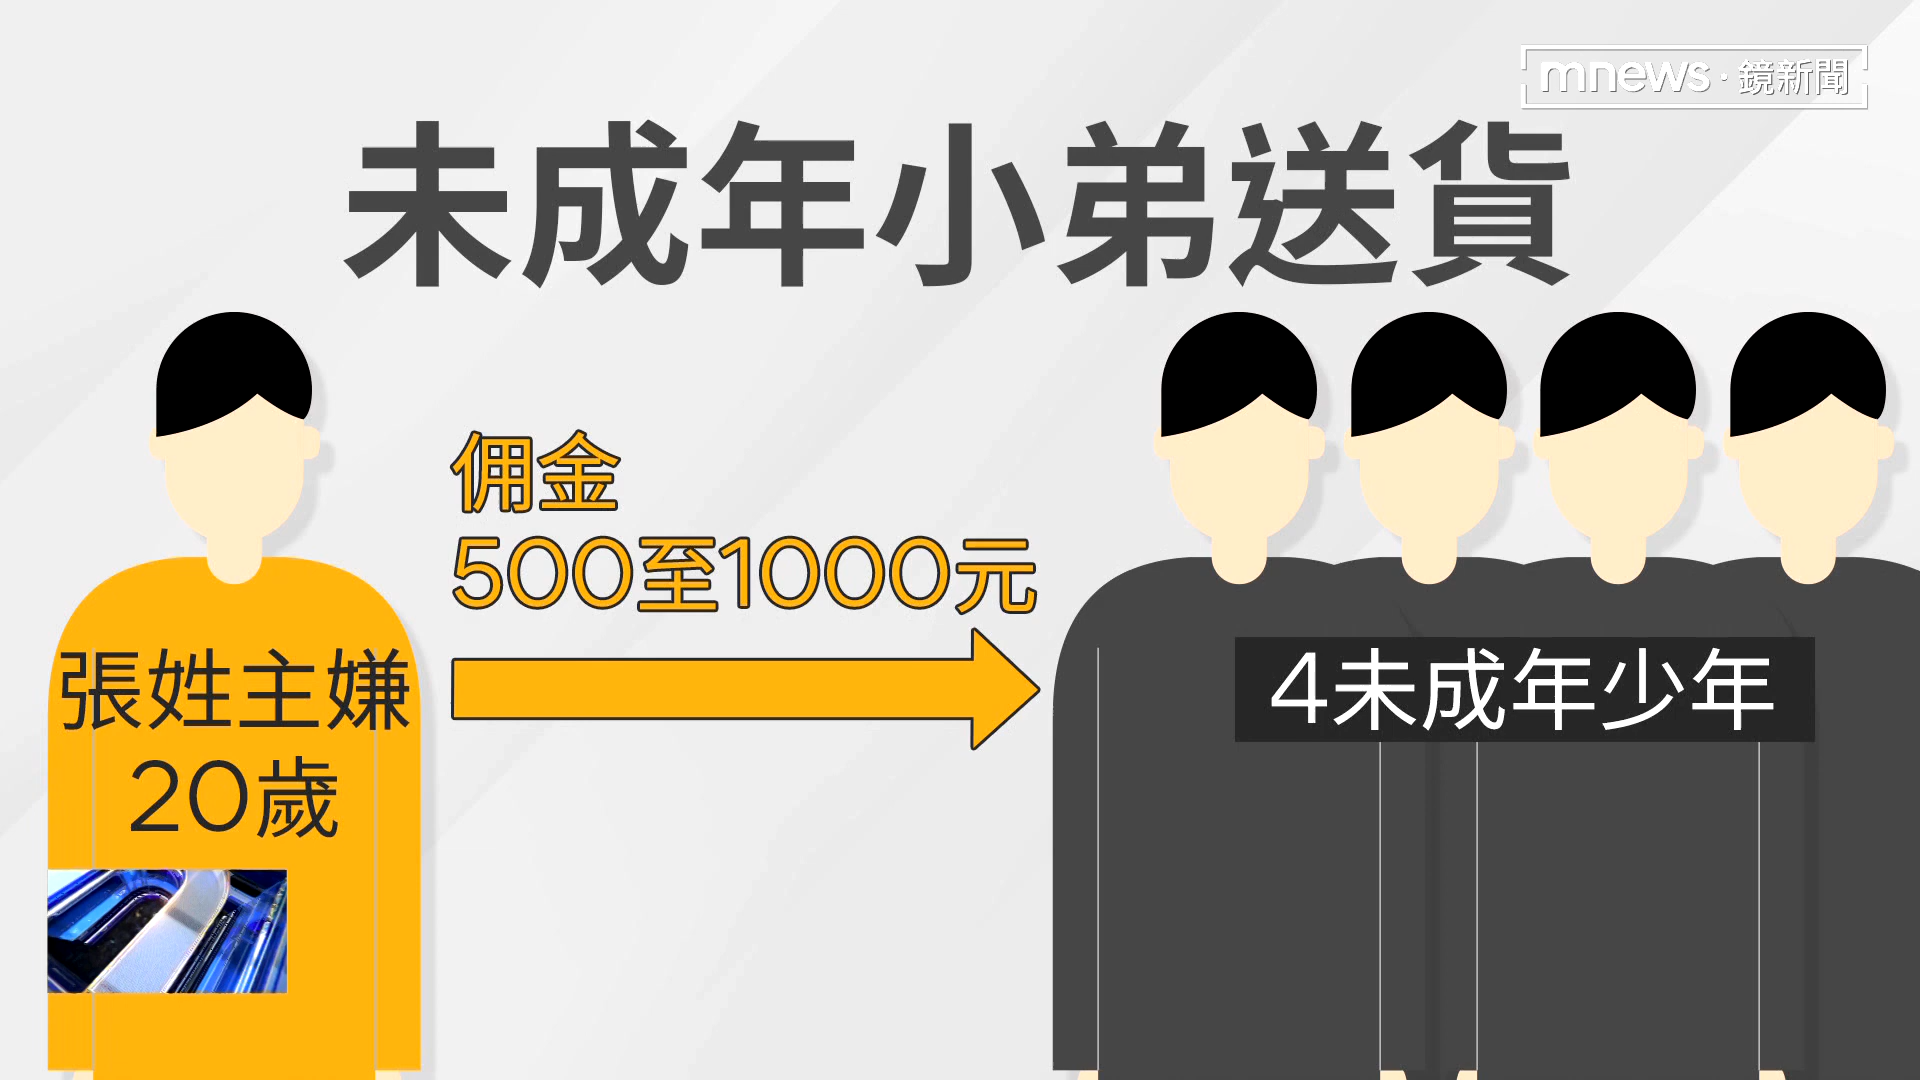 mnews·鏡新聞
未成年小弟送貨
佣金
500至1000元
張姓主嫌
20歲
4未成年少年